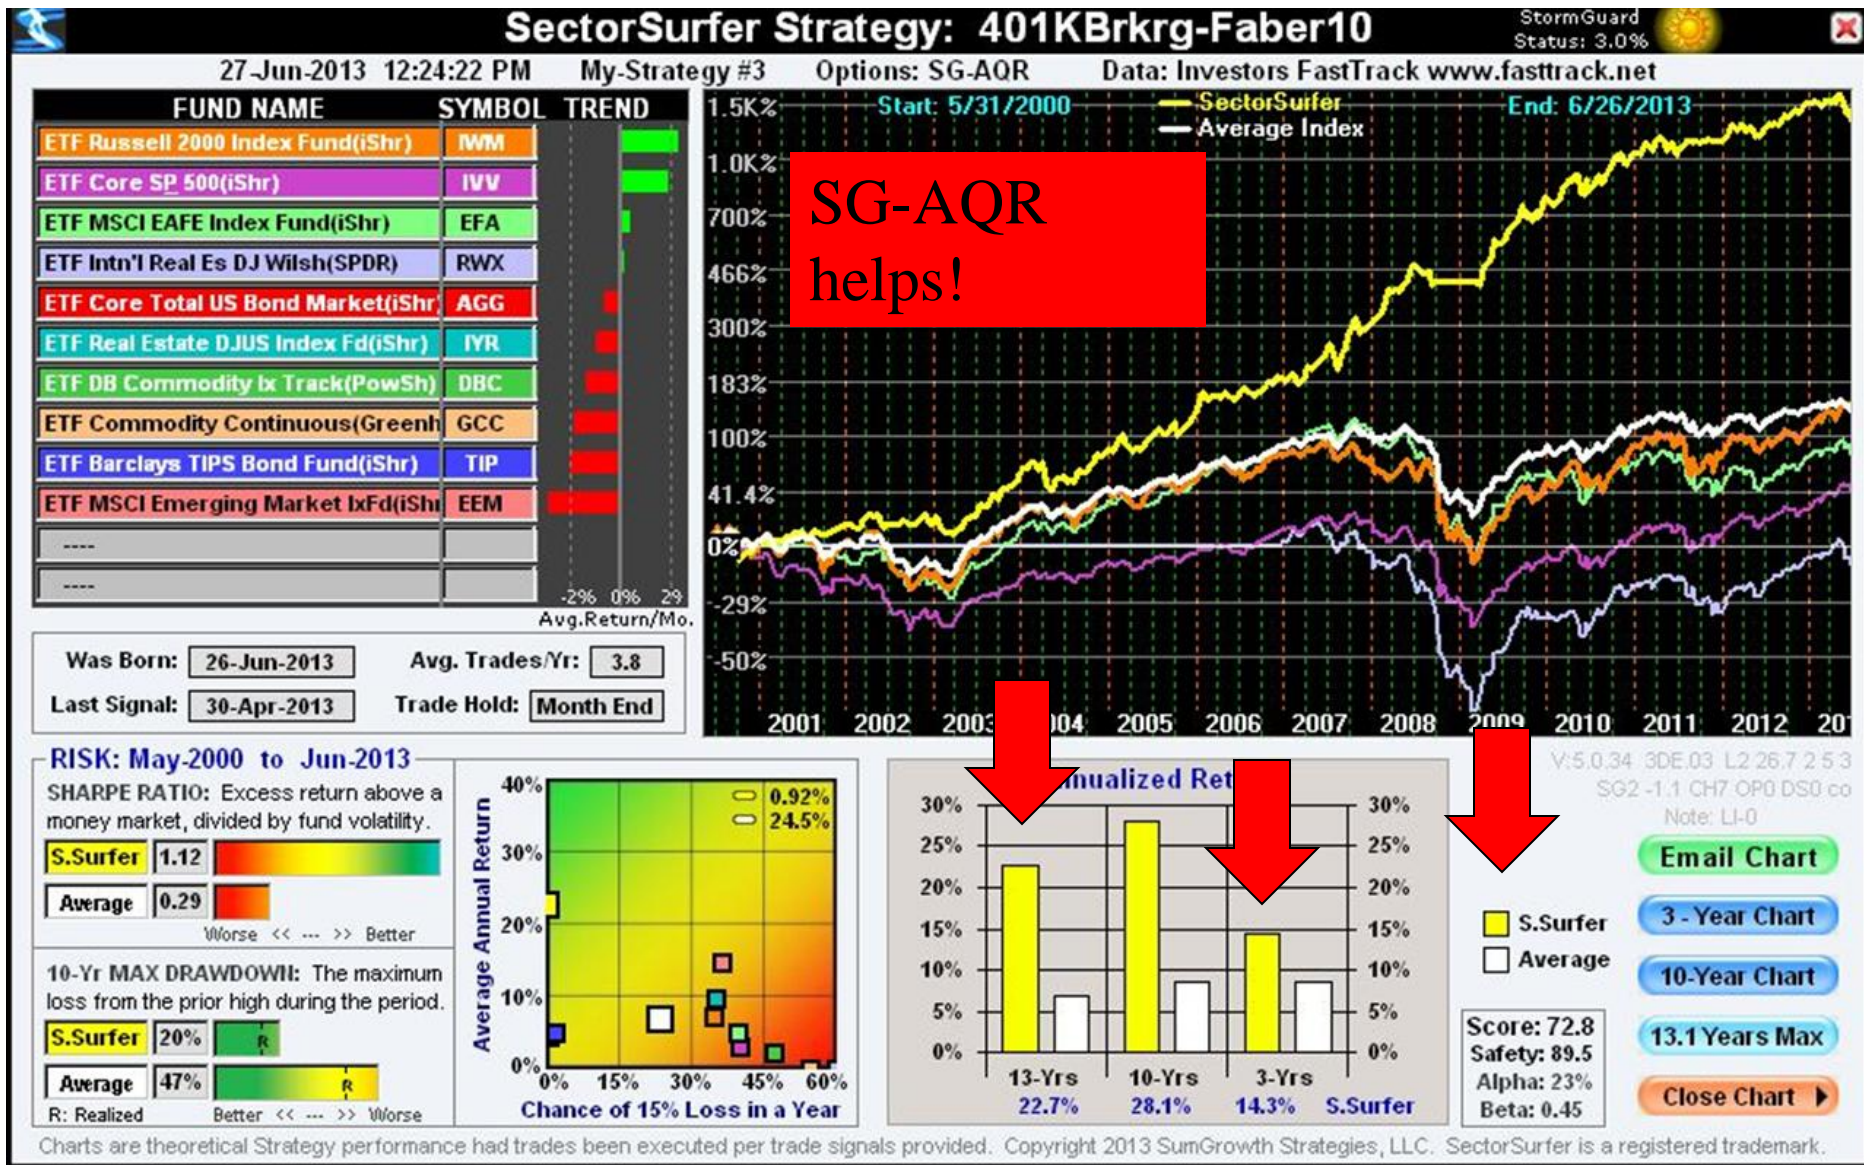 SectorSurfer Strategy: 401KBrkrg-Faber10
StormGuard
Status: 3.0%
27-Jun-2013 12:24:22 PM My-Strategy #3 Options: SG-AQR Data: Investors FastTrack www.fasttrack.net
FUND NAME SYMBOL TREND
ETF Russell 2000 Index Fund(iShr) IWM
ETF Core SP 500(iShr) IVV
ETF MSCI EAFE Index Fund(iShr) EFA
ETF Intn'l Real Es DJ Wilsh(SPDR) RWX
ETF Core Total US Bond Market(iShr AGG
ETF Real Estate DJUS Index Fd(iShr) IYR
ETF DB Commodity Ix Track(PowSh) DBC
ETF Commodity Continuous(Greenh GCC
ETF Barclays TIPS Bond Fund(iShr) TIP
ETF MSCI Emerging Market IxFd(iShr EEM
----
----
-2% 0% 29
Avg.Return/Mo.
Start: 5/31/2000
SectorSurfer
Average Index
End: 6/26/2013
SG-AQR
helps!
1.5K%
1.0K%
700%
466%
300%
183%
100%
41.4%
0%
-29%
-50%
2001 2002 2003 004 2005 2006 2007 2008 2009 2010 2011 2012 201
Was Born: 26-Jun-2013 Avg. Trades/Yr: 3.8
Last Signal: 30-Apr-2013 Trade Hold: Month End
RISK: May-2000 to Jun-2013
SHARPE RATIO: Excess return above a
money market, divided by fund volatility.
S.Surfer 1.12
Average 0.29
Worse << --- >> Better
10-Yr MAX DRAWDOWN: The maximum
loss from the prior high during the period.
S.Surfer 20% R
Average 47% R
R: Realized Better << --- >> Worse
Average Annual Return
40%
30%
20%
10%
0%
0.92%
24.5%
0% 15% 30% 45% 60%
Chance of 15% Loss in a Year
nualized Ret
30% 30%
25% 25%
20% 20%
15% 15%
10% 10%
5% 5%
0% 0%
13-Yrs 10-Yrs 3-Yrs
22.7% 28.1% 14.3% S.Surfer
S.Surfer
Average
Score: 72.8
Safety: 89.5
Alpha: 23%
Beta: 0.45
V:5.0.34 3DE.03 L2 26.7 2 5 3
SG2 -1.1 CH7 OP0 DS0 co
Note: LI-0
Email Chart
3 - Year Chart
10-Year Chart
13.1 Years Max
Close Chart
Charts are theoretical Strategy performance had trades been executed per trade signals provided. Copyright 2013 SumGrowth Strategies, LLC. SectorSurfer is a registered trademark.